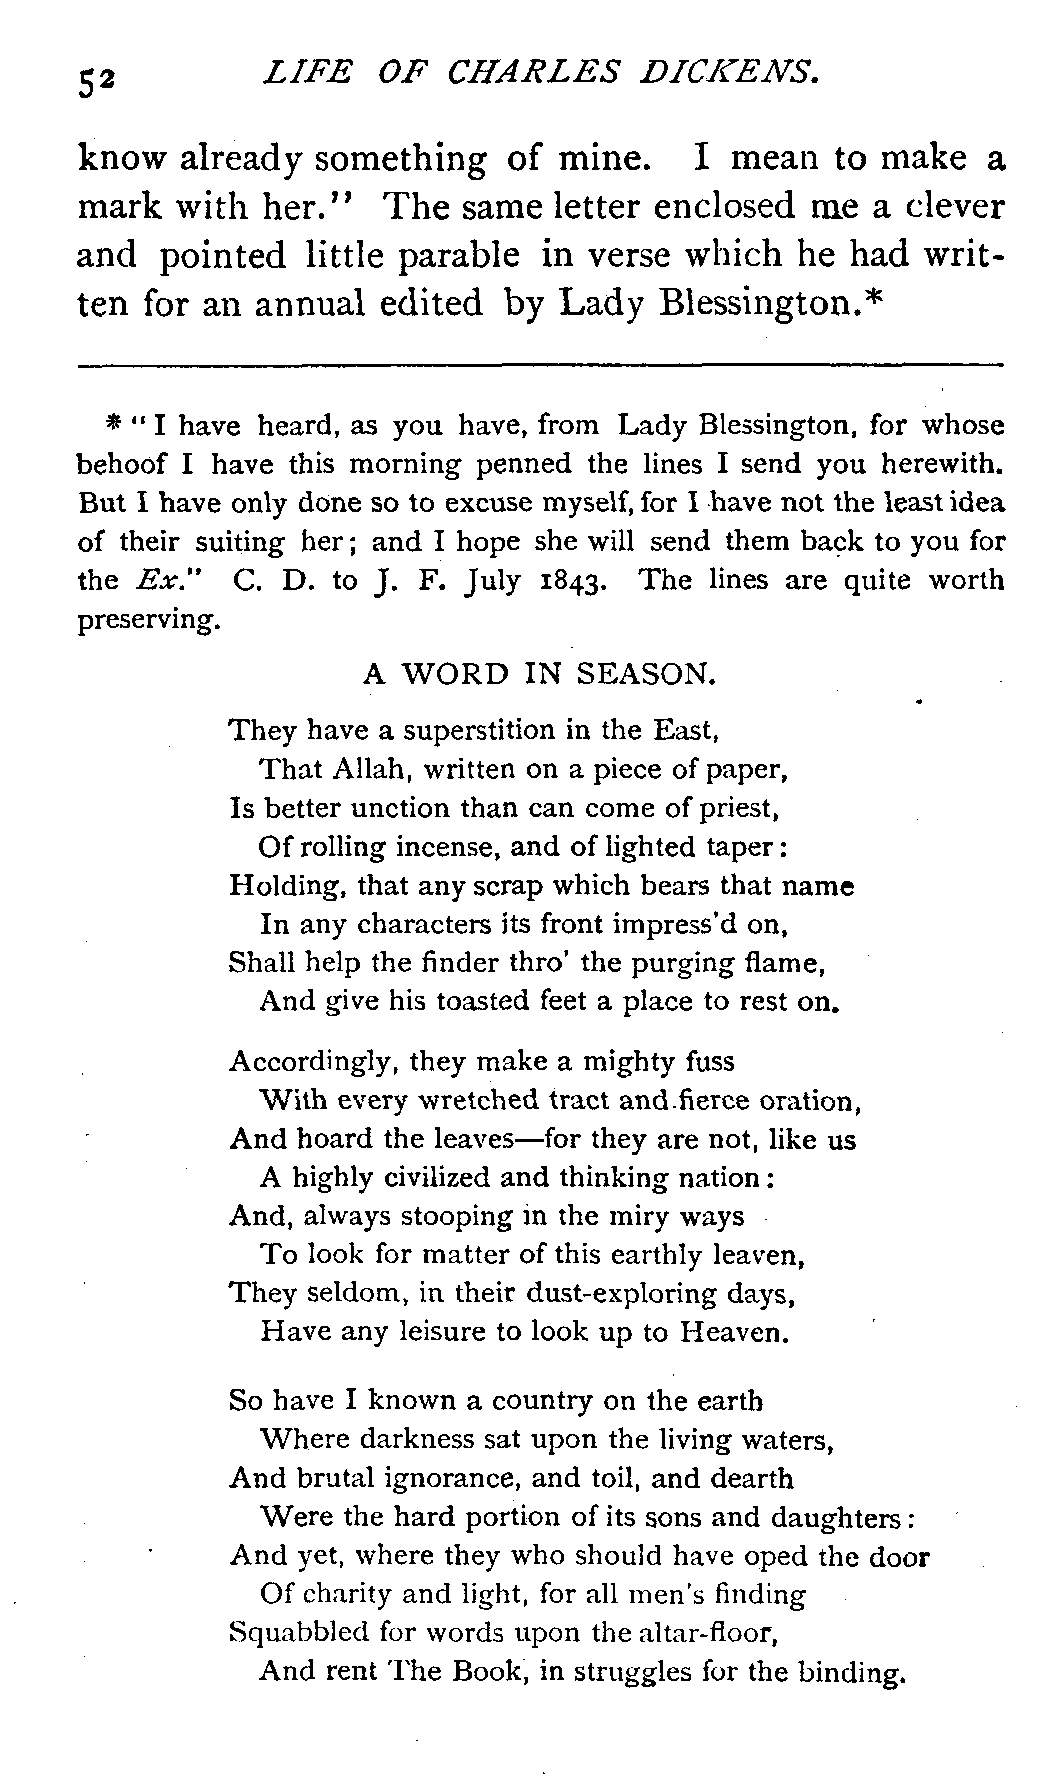 52 LIFE OF CHARLES DICKENS.
know already something of mine. I mean to make a
mark with her." The same letter enclosed me a clever
and pointed little parable in verse which he had writ-
ten for an annual edited by Lady Blessington.*
* "I have heard, as you have, from Lady Blessington, for whose
behoof I have this morning penned the lines I send you herewith.
But I have only done so to excuse myself, for I have not the least idea
of their suiting her; and I hope she will send them back to you for
the Ex." C. D. to J. F. July 1843. The lines are quite worth
preserving.
A WORD IN SEASON.
They have a superstition in the East,
That Allah, written on a piece of paper,
Is better unction than can come of priest,
Of rolling incense, and of lighted taper:
Holding, that any scrap which bears that name
In any characters its front impress'd on,
Shall help the finder thro' the purging flame,
And give his toasted feet a place to rest on.
Accordingly, they make a mighty fuss
With every wretched tract and fierce oration,
And hoard the leaves—for they are not, like us
A highly civilized and thinking nation:
And, always stooping in the miry ways
To look for matter of this earthly leaven,
They seldom, in their dust-exploring days,
Have any leisure to look up to Heaven.
So have I known a country on the earth
Where darkness sat upon the living waters,
And brutal ignorance, and toil, and dearth
Were the hard portion of its sons and daughters:
And yet, where they who should have oped the door
Of charity and light, for all men's finding
Squabbled for words upon the altar-floor,
And rent The Book, in struggles for the binding.